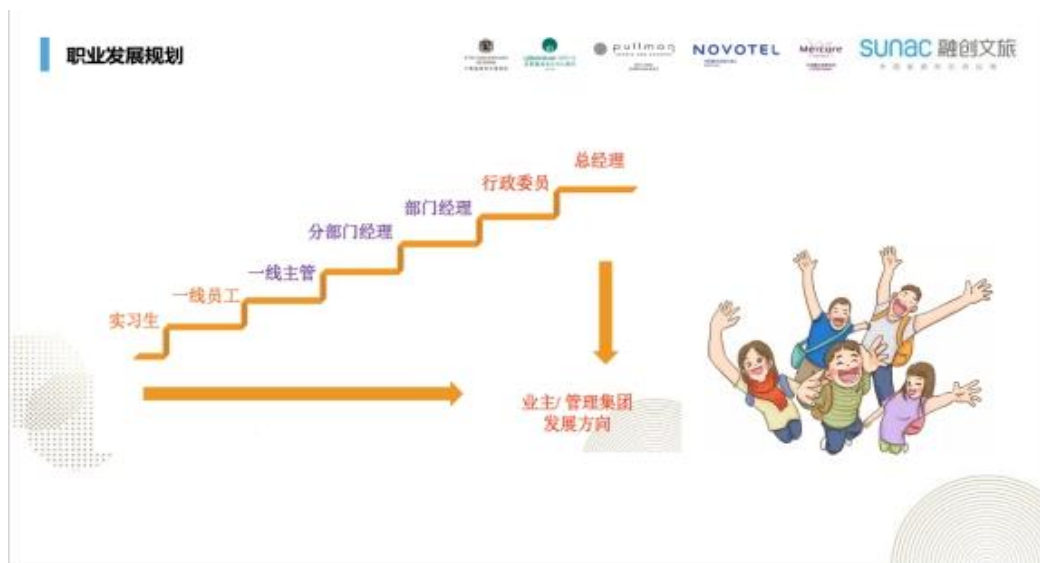 职业发展规划
pullman
NOVOTEL
Mercure
SUNAC 融创文旅
总经理
行政委员
部门经理
分部门经理
一线主管
一线员工
实习生
业主/管理集团
发展方向